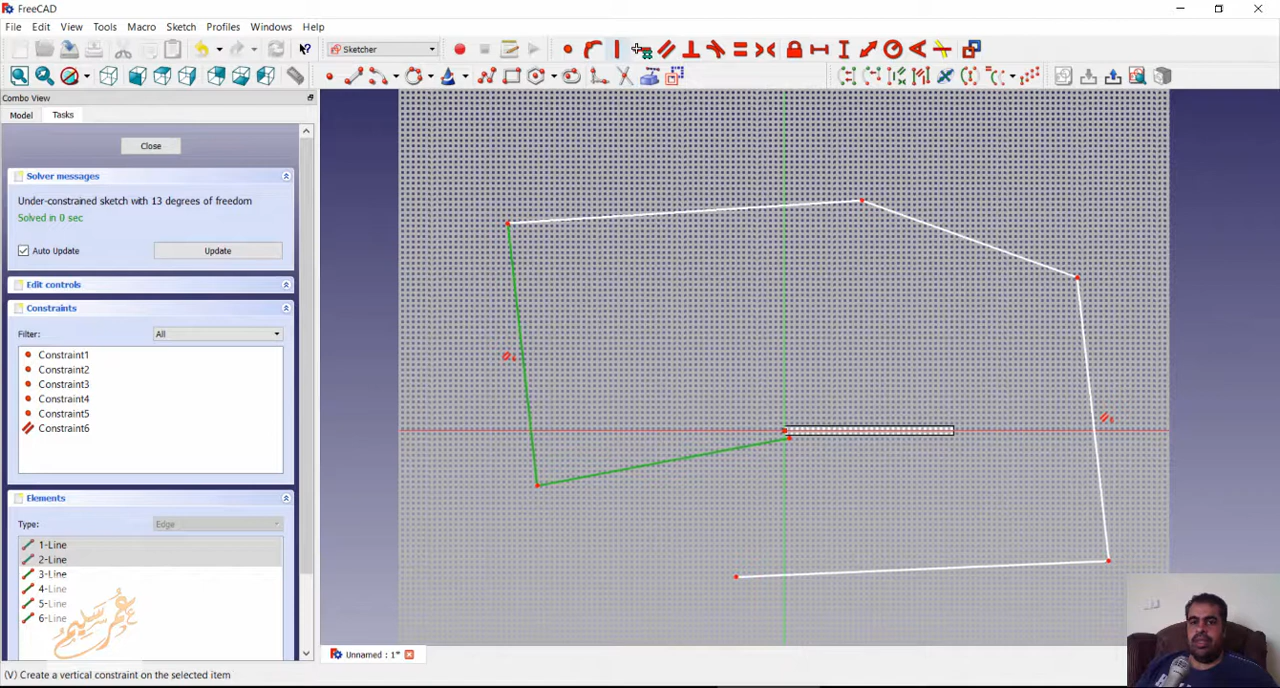 FreeCAD
File Edit View Tools Macro Sketch Profiles Windows Help
Sketcher
Combo View
Model Tasks
Close
Solver messages
Under-constrained sketch with 13 degrees of freedom
Solved in 0 sec
Auto Update Update
Edit controls
Constraints
Filter: All
Constraint1
Constraint2
Constraint3
Constraint4
Constraint5
Constraint6
Elements
Type: Edge
1-Line
2-Line
3-Line
4-Line
5-Line
6-Line
عمر سليم
Unnamed : 1*
(V) Create a vertical constraint on the selected item